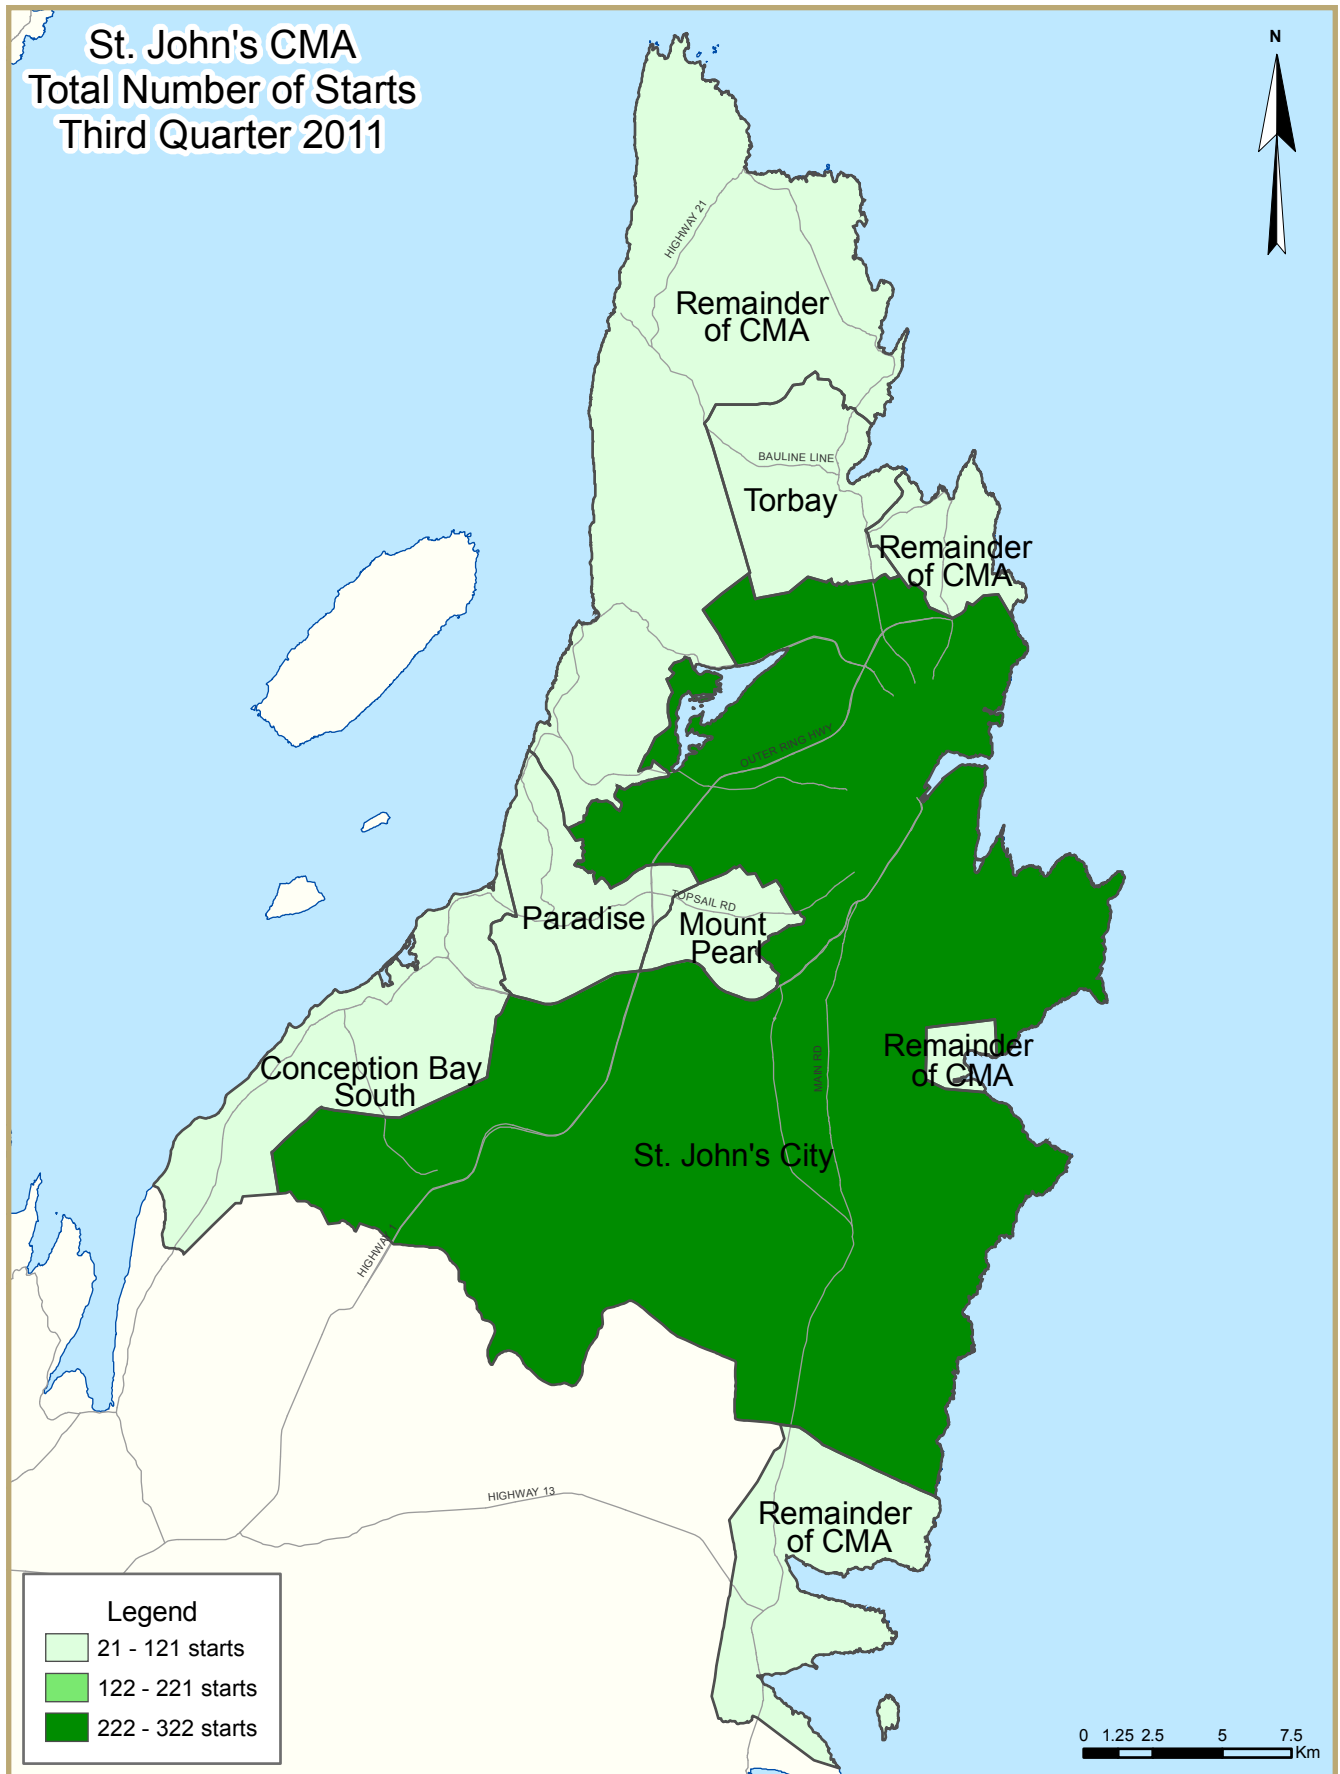 St. John's CMA
Total Number of Starts
Third Quarter 2011
N
HIGHWAY 21
Remainder
of CMA
BAULINE LINE
Torbay
Remainder
of CMA
OUTER RING HWY
TOPSAIL RD
Paradise
Mount
Pearl
Remainder
of CMA
MAIN RD
Conception Bay
South
St. John's City
HIGHWAY 1
HIGHWAY 13
Remainder
of CMA
Legend
21 - 121 starts
122 - 221 starts
222 - 322 starts
0 1.25 2.5 5 7.5
Km